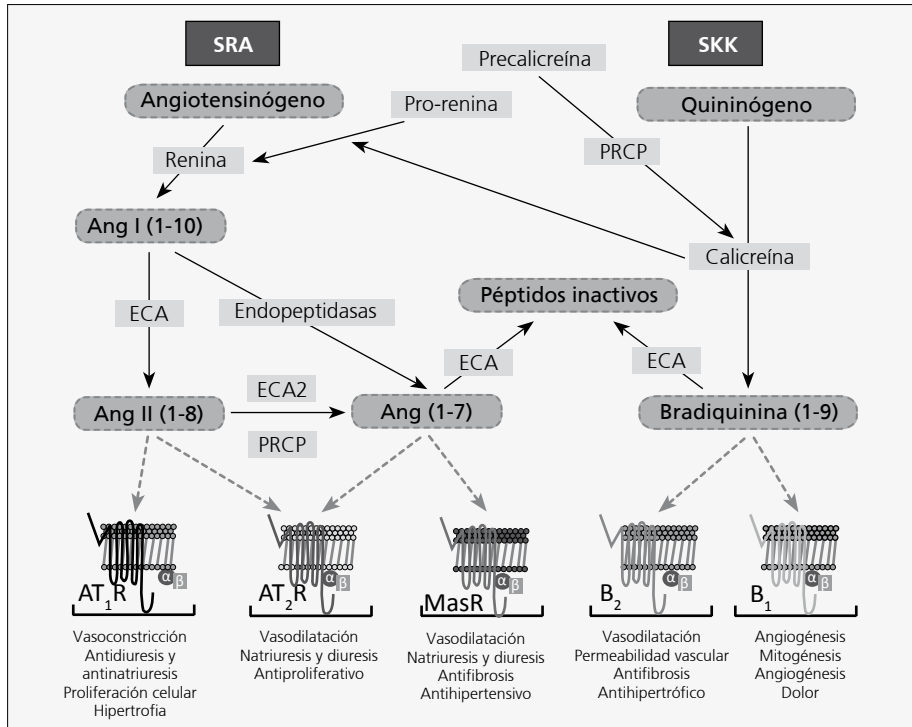 SRA
SKK
Precalicreína
Angiotensinógeno
Pro-renina
Quininógeno
Renina
PRCP
Ang I (1-10)
Calicreína
Péptidos inactivos
ECA
Endopeptidasas
ECA
ECA
ECA2
Ang II (1-8)
Ang (1-7)
Bradiquinina (1-9)
PRCP
α
β
AT1R
α
β
AT2R
α
β
MasR
α
β
B2
α
β
B1
Vasoconstricción
Antidiuresis y
antinatriuresis
Proliferación celular
Hipertrofia
Vasodilatación
Natriuresis y diuresis
Antiproliferativo
Vasodilatación
Natriuresis y diuresis
Antifibrosis
Antihipertensivo
Vasodilatación
Permeabilidad vascular
Antifibrosis
Antihipertrófico
Angiogénesis
Mitogénesis
Angiogénesis
Dolor